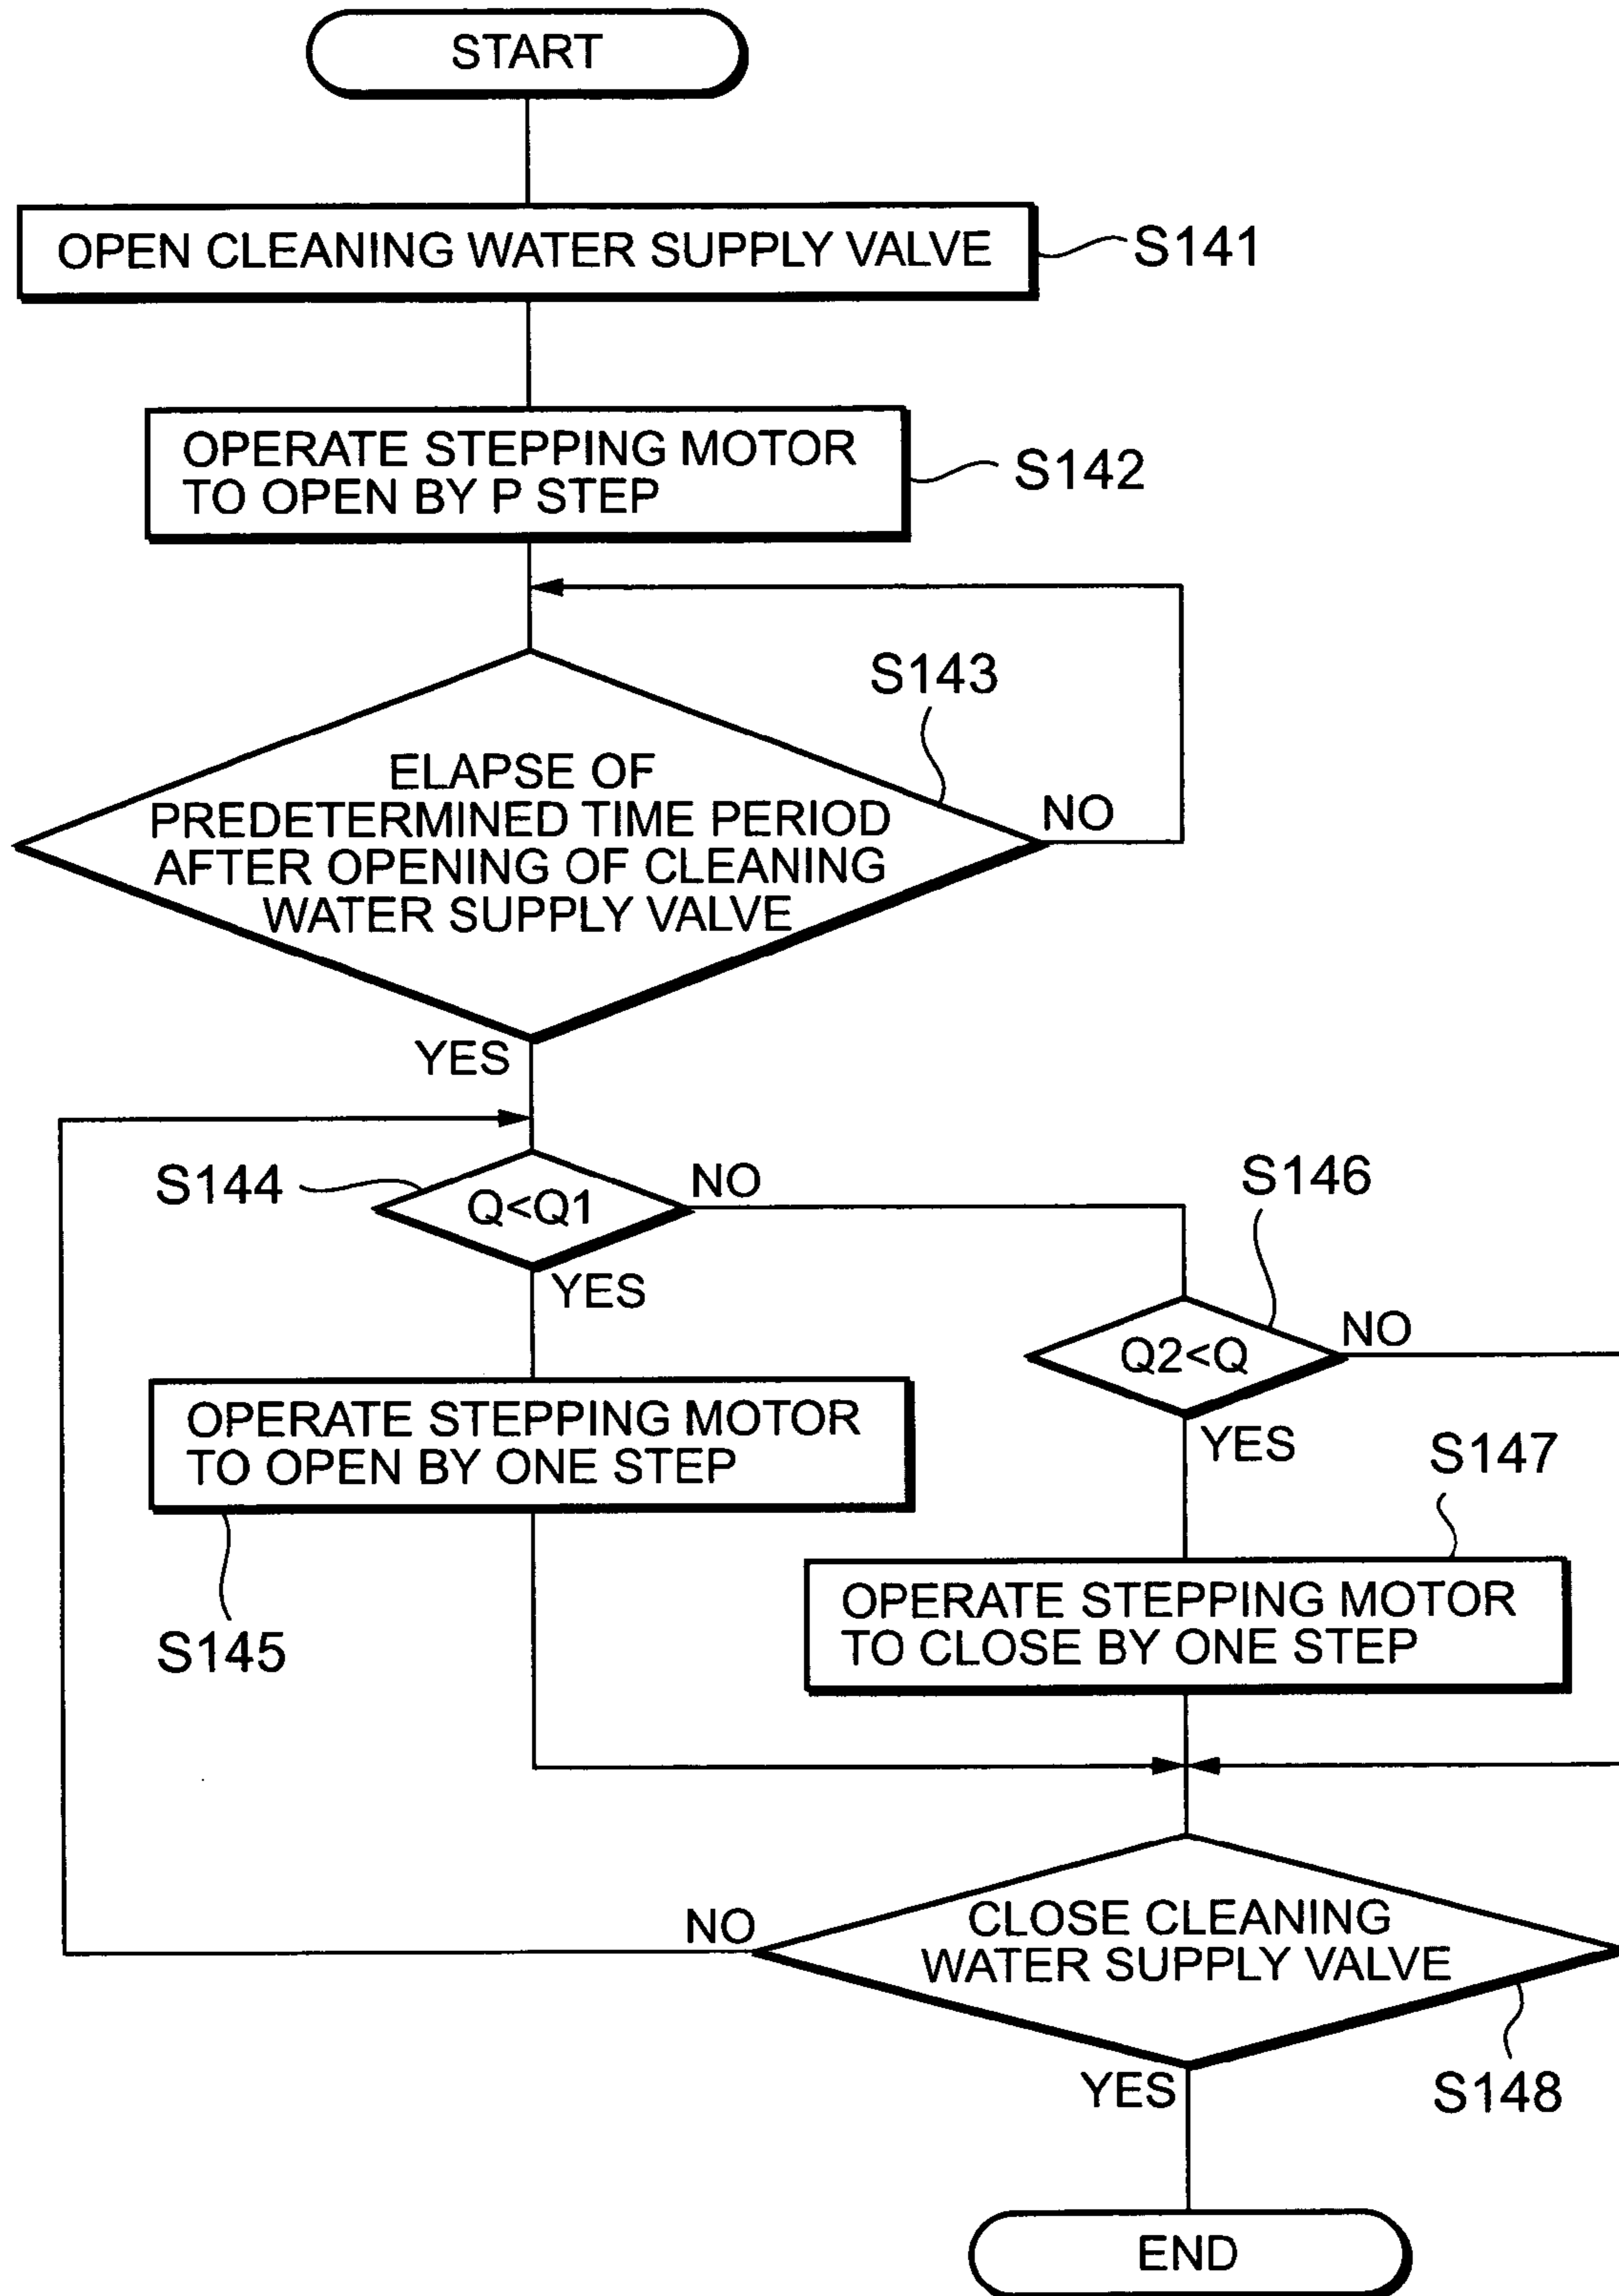 START
OPEN CLEANING WATER SUPPLY VALVE
S141
OPERATE STEPPING MOTOR
TO OPEN BY P STEP
S142
S143
ELAPSE OF
PREDETERMINED TIME PERIOD
AFTER OPENING OF CLEANING
WATER SUPPLY VALVE
NO
YES
S144
Q<Q1
NO
YES
S146
Q2<Q
NO
YES
OPERATE STEPPING MOTOR
TO OPEN BY ONE STEP
S145
S147
OPERATE STEPPING MOTOR
TO CLOSE BY ONE STEP
NO
CLOSE CLEANING
WATER SUPPLY VALVE
S148
YES
END